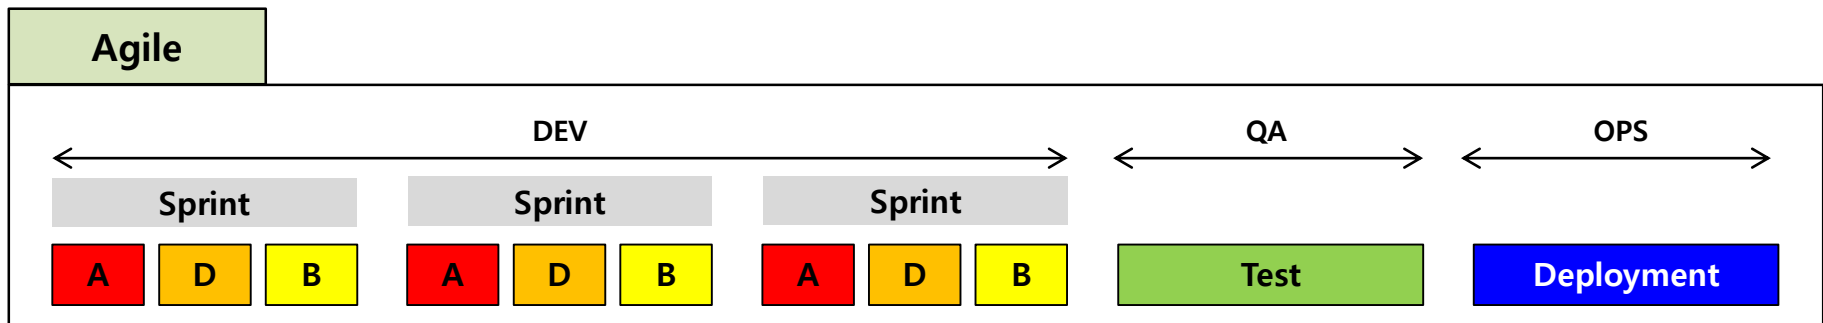 Agile
DEV QA OPS
Sprint Sprint Sprint
A D B A D B A D B Test Deployment